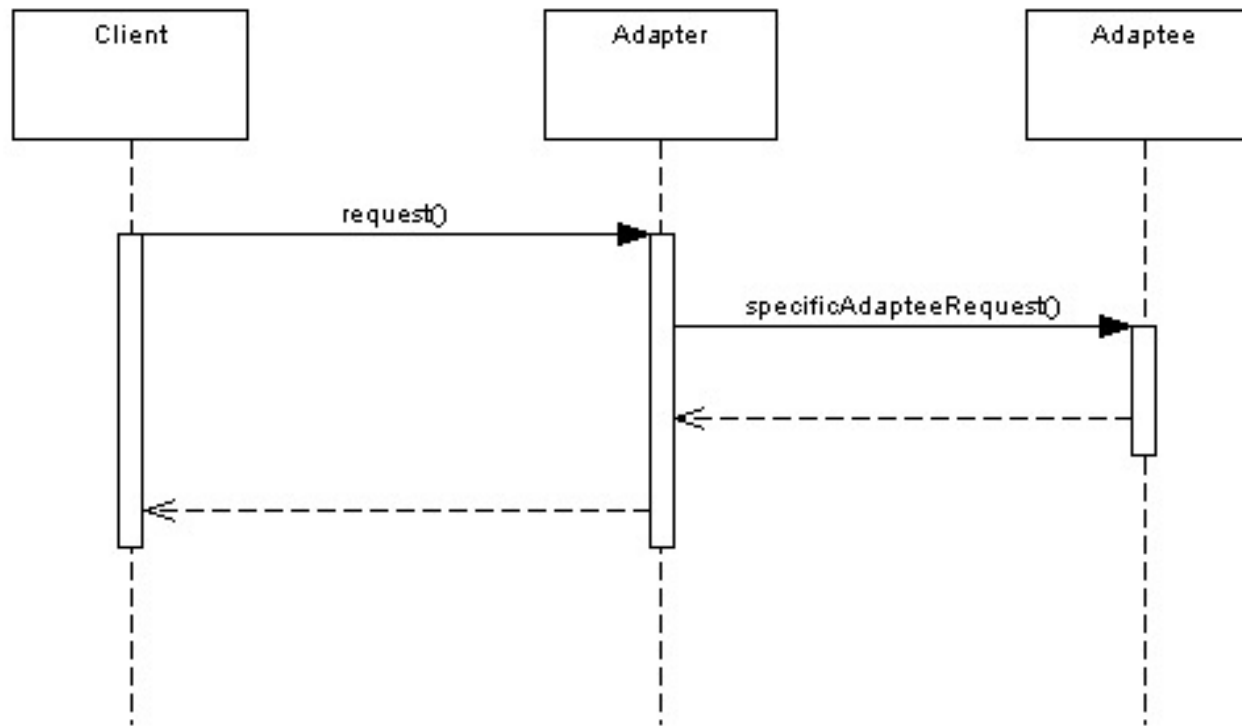 Client
Adapter
Adaptee
request()
specificAdapteeRequest()